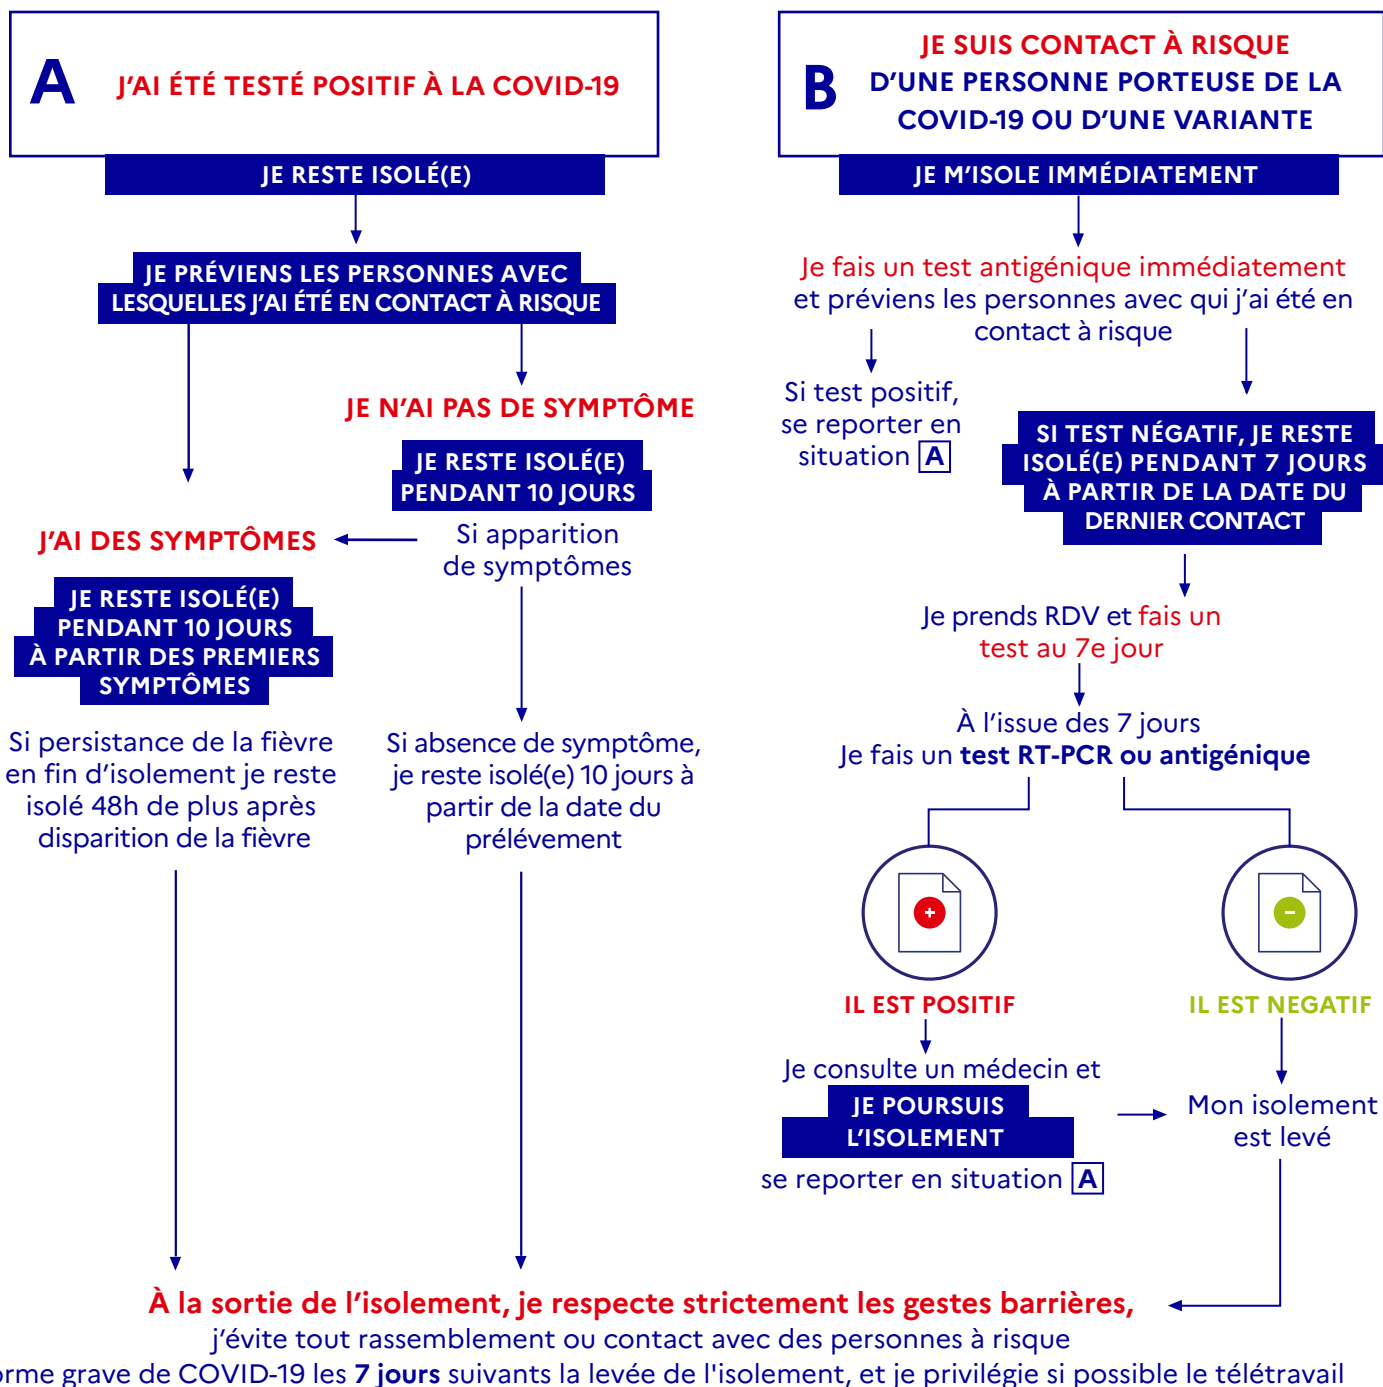 A
J'AI ÉTÉ TESTÉ POSITIF À LA COVID-19
JE RESTE ISOLÉ(E)
JE PRÉVIENS LES PERSONNES AVEC
LESQUELLES J'AI ÉTÉ EN CONTACT À RISQUE
JE N'AI PAS DE SYMPTÔME
JE RESTE ISOLÉ(E)
PENDANT 10 JOURS
Si apparition
de symptômes
J'AI DES SYMPTÔMES
JE RESTE ISOLÉ(E)
PENDANT 10 JOURS
À PARTIR DES PREMIERS
SYMPTÔMES
Si persistance de la fièvre
en fin d'isolement je reste
isolé 48h de plus après
disparition de la fièvre
Si absence de symptôme,
je reste isolé(e) 10 jours à
partir de la date du
prélévement
B
JE SUIS CONTACT À RISQUE
D'UNE PERSONNE PORTEUSE DE LA
COVID-19 OU D'UNE VARIANTE
JE M'ISOLE IMMÉDIATEMENT
Je fais un test antigénique immédiatement
et préviens les personnes avec qui j'ai été en
contact à risque
Si test positif,
se reporter en
situation A
SI TEST NÉGATIF, JE RESTE
ISOLÉ(E) PENDANT 7 JOURS
À PARTIR DE LA DATE DU
DERNIER CONTACT
Je prends RDV et fais un
test au 7e jour
À l'issue des 7 jours
Je fais un test RT-PCR ou antigénique
+
-
IL EST POSITIF
IL EST NEGATIF
Je consulte un médecin et
JE POURSUIS
L'ISOLEMENT
se reporter en situation A
Mon isolement
est levé
À la sortie de l'isolement, je respecte strictement les gestes barrières,
j'évite tout rassemblement ou contact avec des personnes à risque
orme grave de COVID-19 les 7 jours suivants la levée de l'isolement, et je privilégie si possible le télétravail